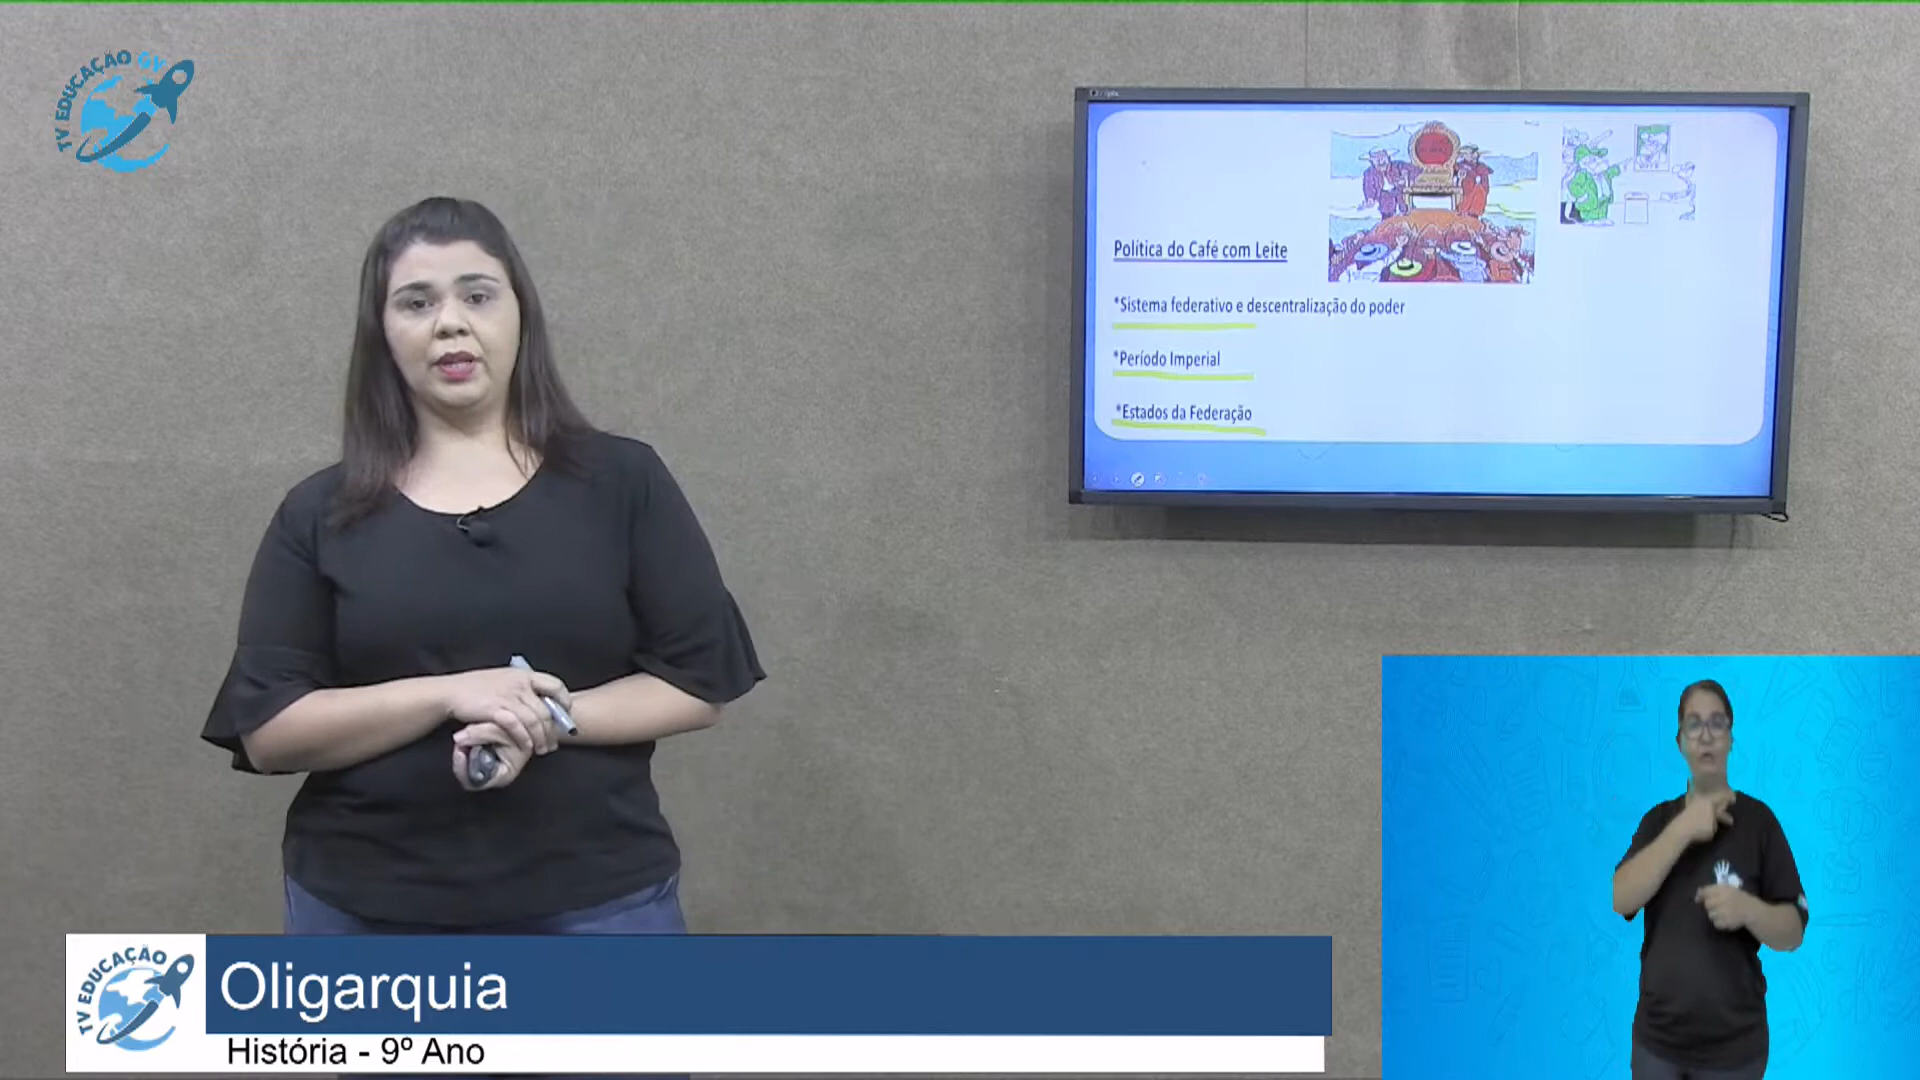 TV EDUCAÇÃO GV
Política do Café com Leite
*Sistema federativo e descentralização do poder
*Período Imperial
*Estados da Federação
TV EDUCAÇÃO
Oligarquia
História - 9º Ano